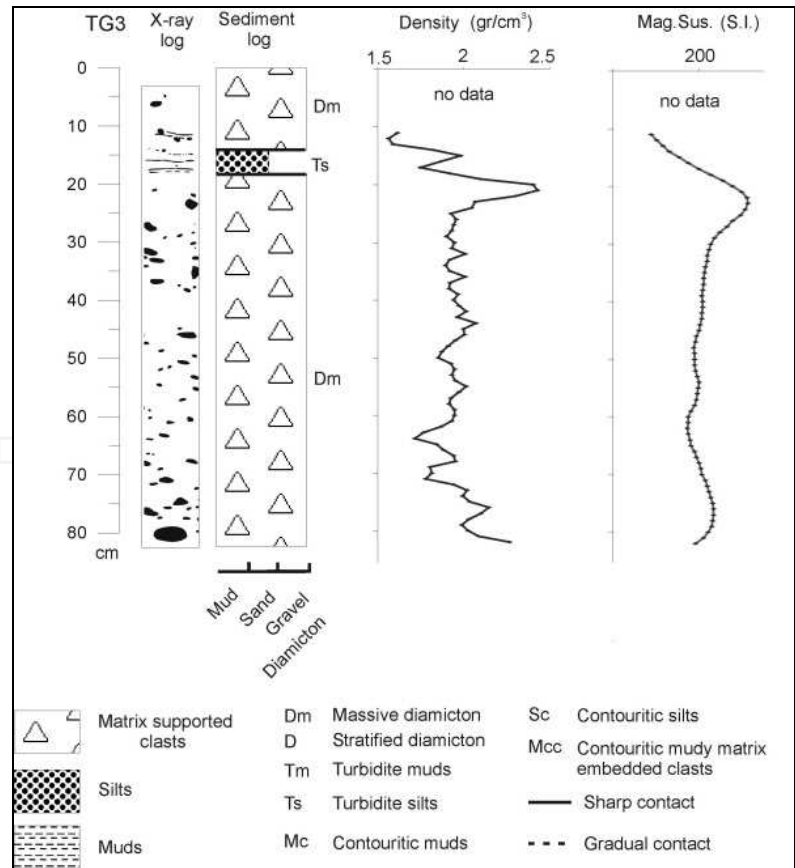 TG3
X-ray
log
Sediment
log
Density (gr/cm³)
1.5
2
2.5
Mag.Sus. (S.I.)
200
0
10
20
30
40
50
60
70
80
cm
Dm
Ts
Dm
no data
no data
Mud
Sand
Gravel
Diamicton
Matrix supported
clasts
Silts
Muds
Dm Massive diamicton
D Stratified diamicton
Tm Turbidite muds
Ts Turbidite silts
Mc Contouritic muds
Sc Contouritic silts
Mcc Contouritic mudy matrix
embedded clasts
Sharp contact
Gradual contact